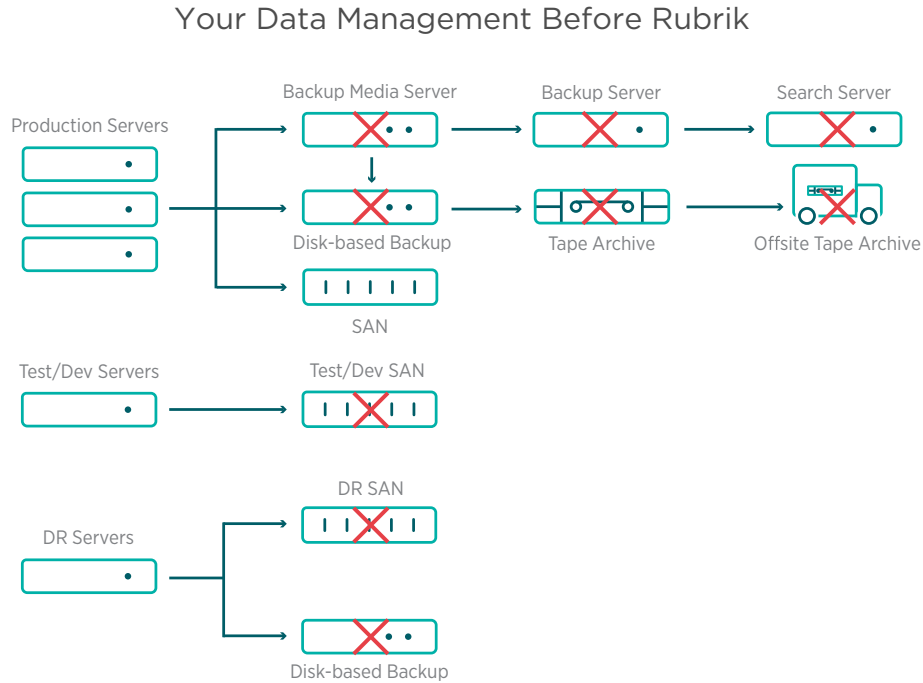 Your Data Management Before Rubrik
Backup Media Server
Backup Server
Search Server
Production Servers
Disk-based Backup
Tape Archive
Offsite Tape Archive
SAN
Test/Dev Servers
Test/Dev SAN
DR SAN
DR Servers
Disk-based Backup